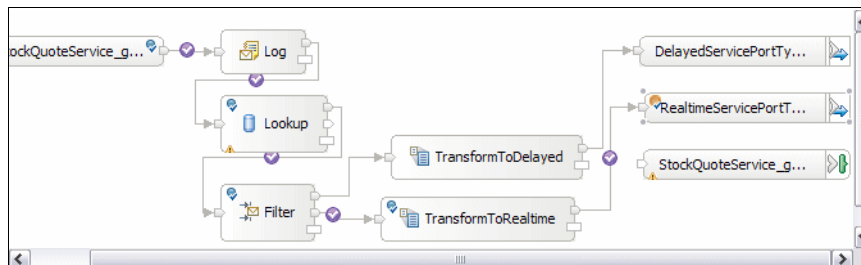 ockQuoteService_g...
Log
DelayedServicePortTy...
RealtimeServicePortT...
Lookup
TransformToDelayed
StockQuoteService_g...
Filter
TransformToRealtime